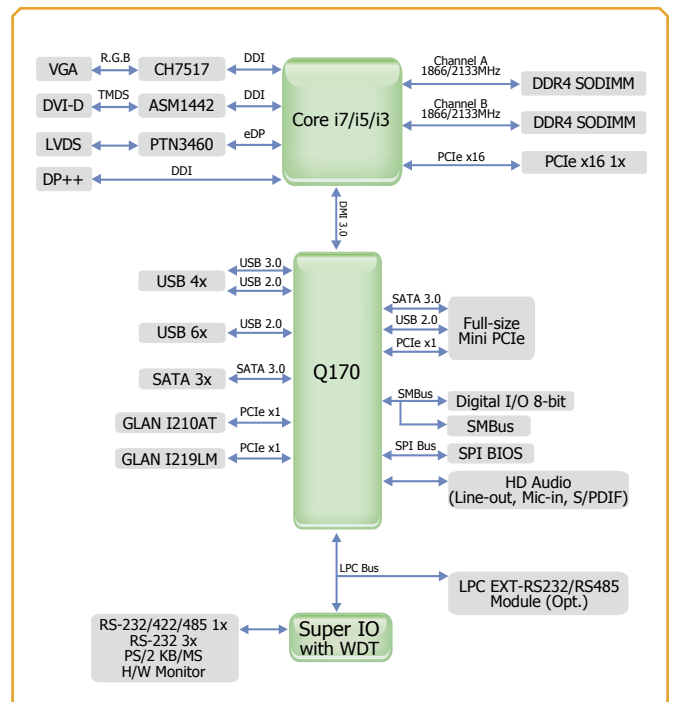 VGA
R.G.B
CH7517
DDI
DVI-D
TMDS
ASM1442
DDI
LVDS
PTN3460
eDP
DP++
DDI
Core i7/i5/i3
Channel A
1866/2133MHz
DDR4 SODIMM
Channel B
1866/2133MHz
DDR4 SODIMM
PCIe x16
PCIe x16 1x
DMI 3.0
USB 4x
USB 3.0
USB 2.0
USB 6x
USB 2.0
SATA 3x
SATA 3.0
GLAN I210AT
PCIe x1
GLAN I219LM
PCIe x1
Q170
SATA 3.0
USB 2.0
PCIe x1
Full-size
Mini PCIe
SMBus
Digital I/O 8-bit
SMBus
SPI Bus
SPI BIOS
HD Audio
(Line-out, Mic-in, S/PDIF)
LPC Bus
LPC EXT-RS232/RS485
Module (Opt.)
RS-232/422/485 1x
RS-232 3x
PS/2 KB/MS
H/W Monitor
Super IO
with WDT